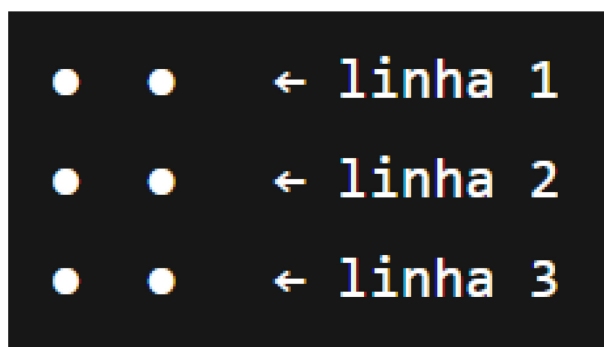 ● ● ← linha 1
● ● ← linha 2
● ● ← linha 3